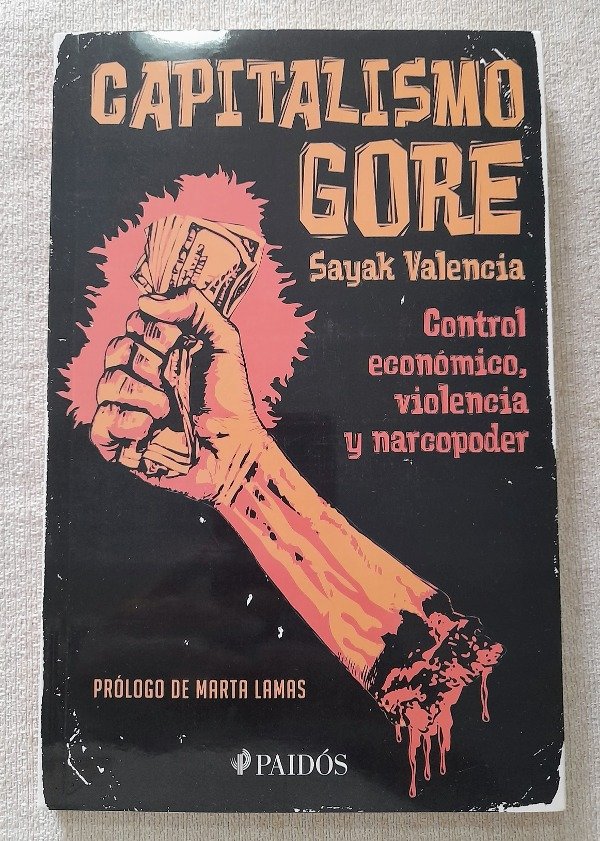 CAPITALISMO
GORE
Sayak Valencia
Control
económico,
violencia
y narcopoder
PRÓLOGO DE MARTA LAMAS
PAIDÓS